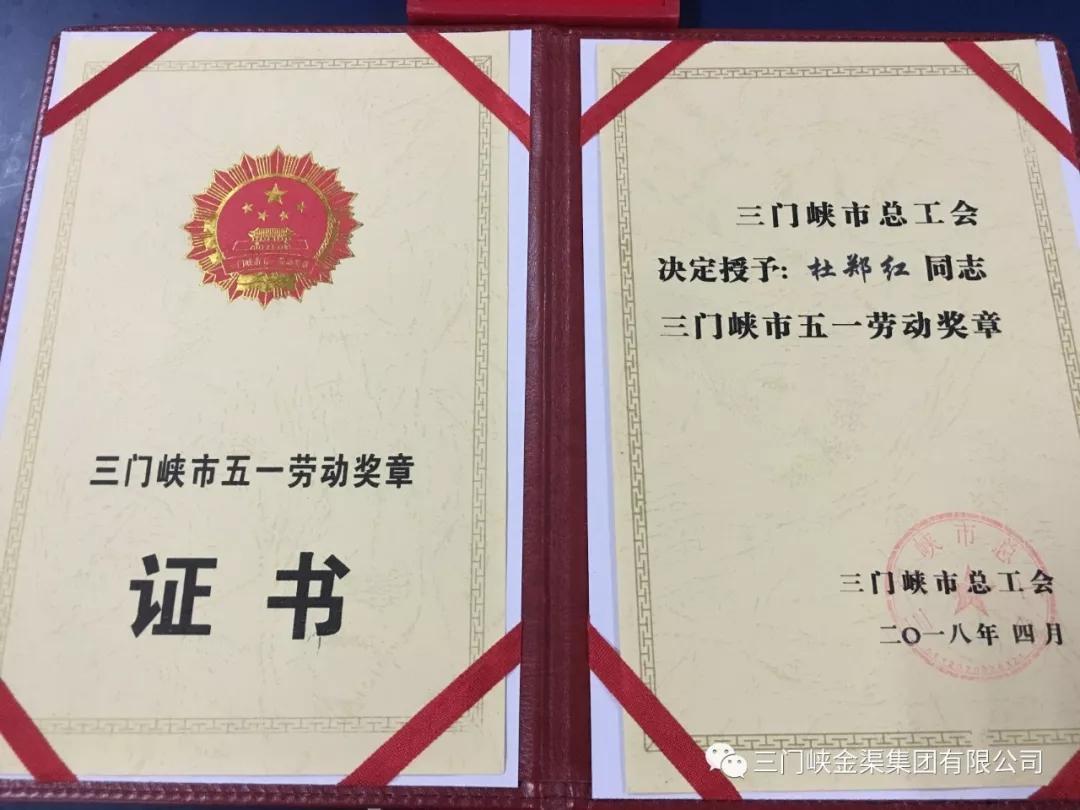 三门峡市五一劳动奖章
证书
三门峡市总工会
决定授予:杜郑红同志
三门峡市五一劳动奖章
三门峡市总工会
二〇一八年四月
三门峡金渠集团有限公司